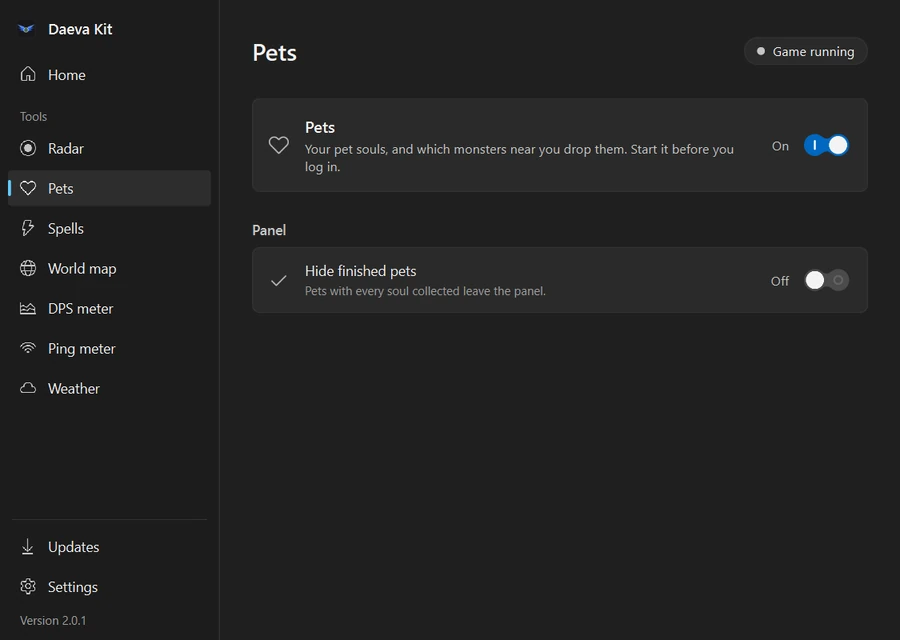 Daeva Kit
Home
Tools
Radar
Pets
Spells
World map
DPS meter
Ping meter
Weather
Updates
Settings
Version 2.0.1
Pets
Game running
Pets
Your pet souls, and which monsters near you drop them. Start it before you
log in.
On
Panel
Hide finished pets
Pets with every soul collected leave the panel.
Off